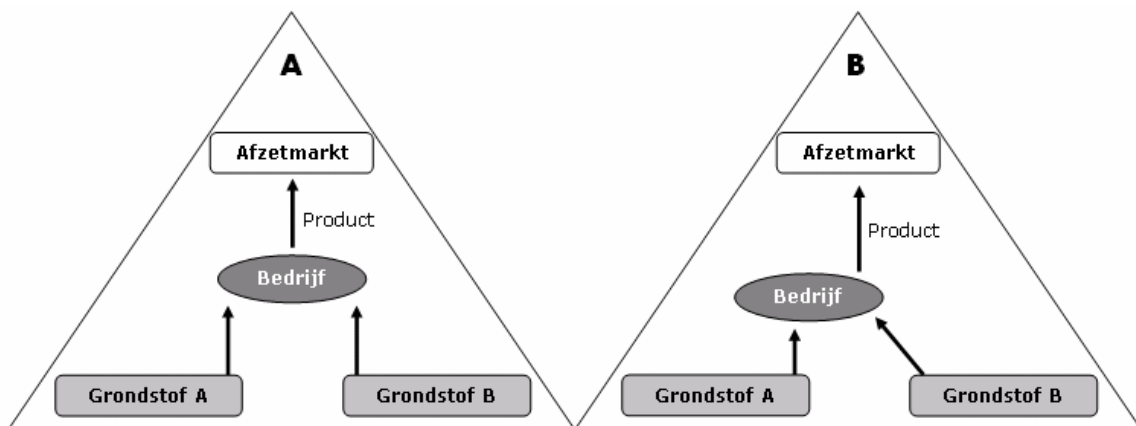 A
Afzetmarkt
Product
Bedrijf
Grondstof A
Grondstof B
B
Afzetmarkt
Product
Bedrijf
Grondstof A
Grondstof B